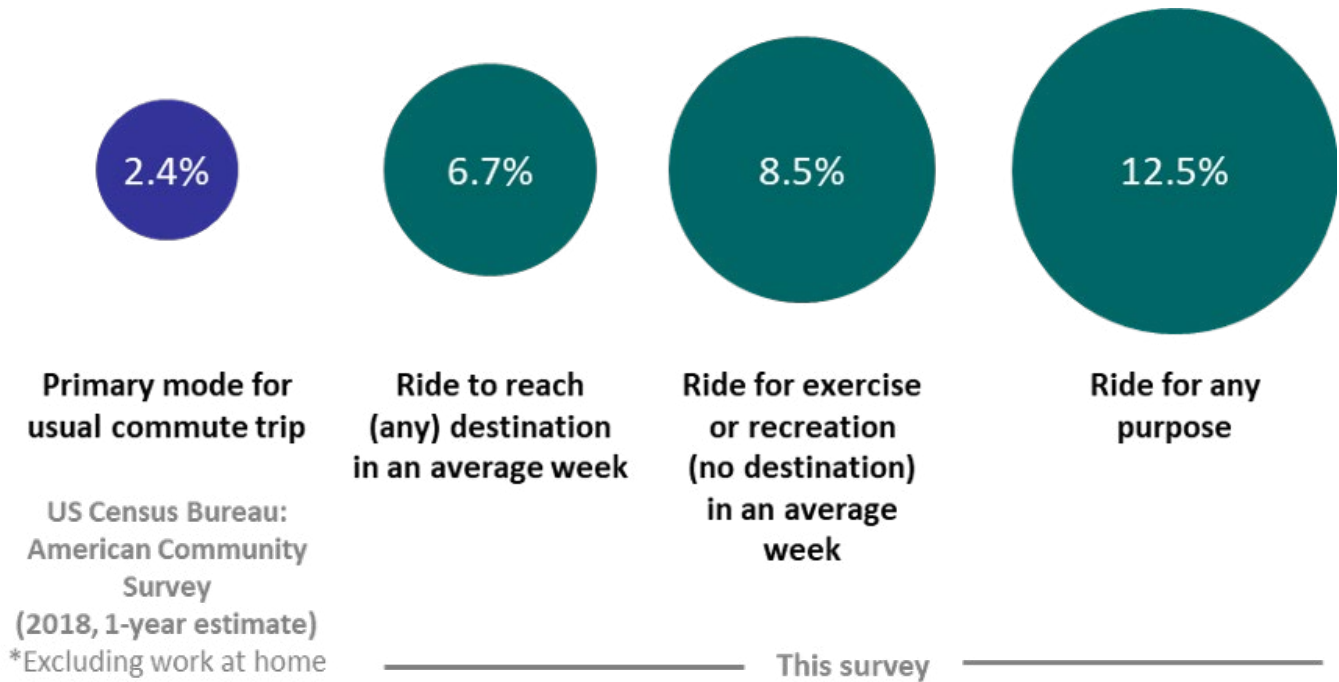 2.4%
6.7%
8.5%
12.5%
Primary mode for
usual commute trip
US Census Bureau:
American Community
Survey
(2018, 1-year estimate)
*Excluding work at home
Ride to reach
(any) destination
in an average week
Ride for exercise
or recreation
(no destination)
in an average
week
Ride for any
purpose
This survey